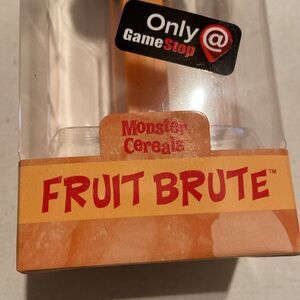 Only @
GameStop
Monster
Cereals
FRUIT BRUTE™